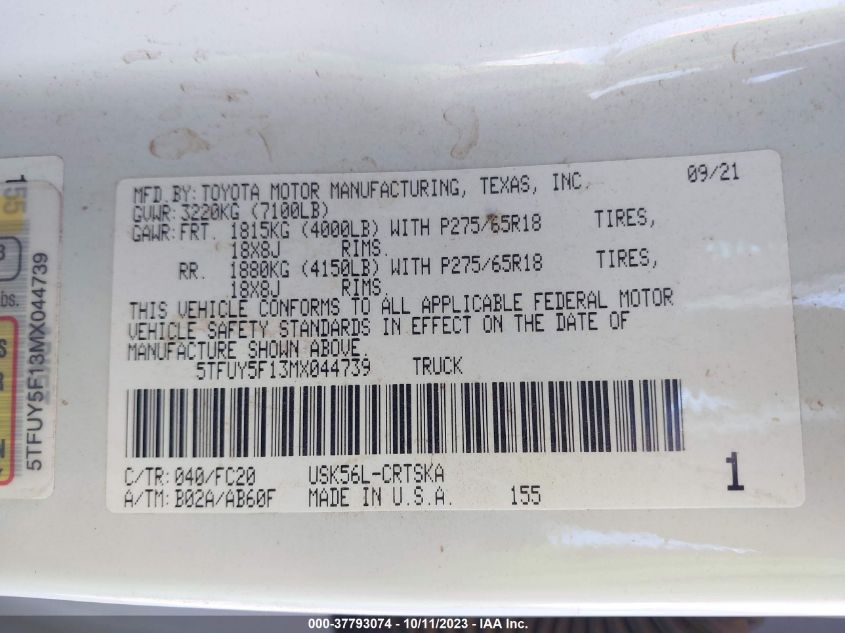 MFD.BY: TOYOTA MOTOR MANUFACTURING, TEXAS, INC. 09/21
GVWR: 3220KG (7100LB)
GAWR: FRT. 1815KG (4000LB) WITH P275/65R18 TIRES,
18X8J RIMS.
RR. 1880KG (4150LB) WITH P275/65R18 TIRES,
18X8J RIMS.
THIS VEHICLE CONFORMS TO ALL APPLICABLE FEDERAL MOTOR
VEHICLE SAFETY STANDARDS IN EFFECT ON THE DATE OF
MANUFACTURE SHOWN ABOVE.
5TFUY5F13MX044739 TRUCK
C/TR: 040/FC20 USK56L-CRTSKA
A/TM: B02A/AB60F MADE IN U.S.A. 155 1
155
5TFUY5F13MX044739
000-37793074 - 10/11/2023 - IAA Inc.